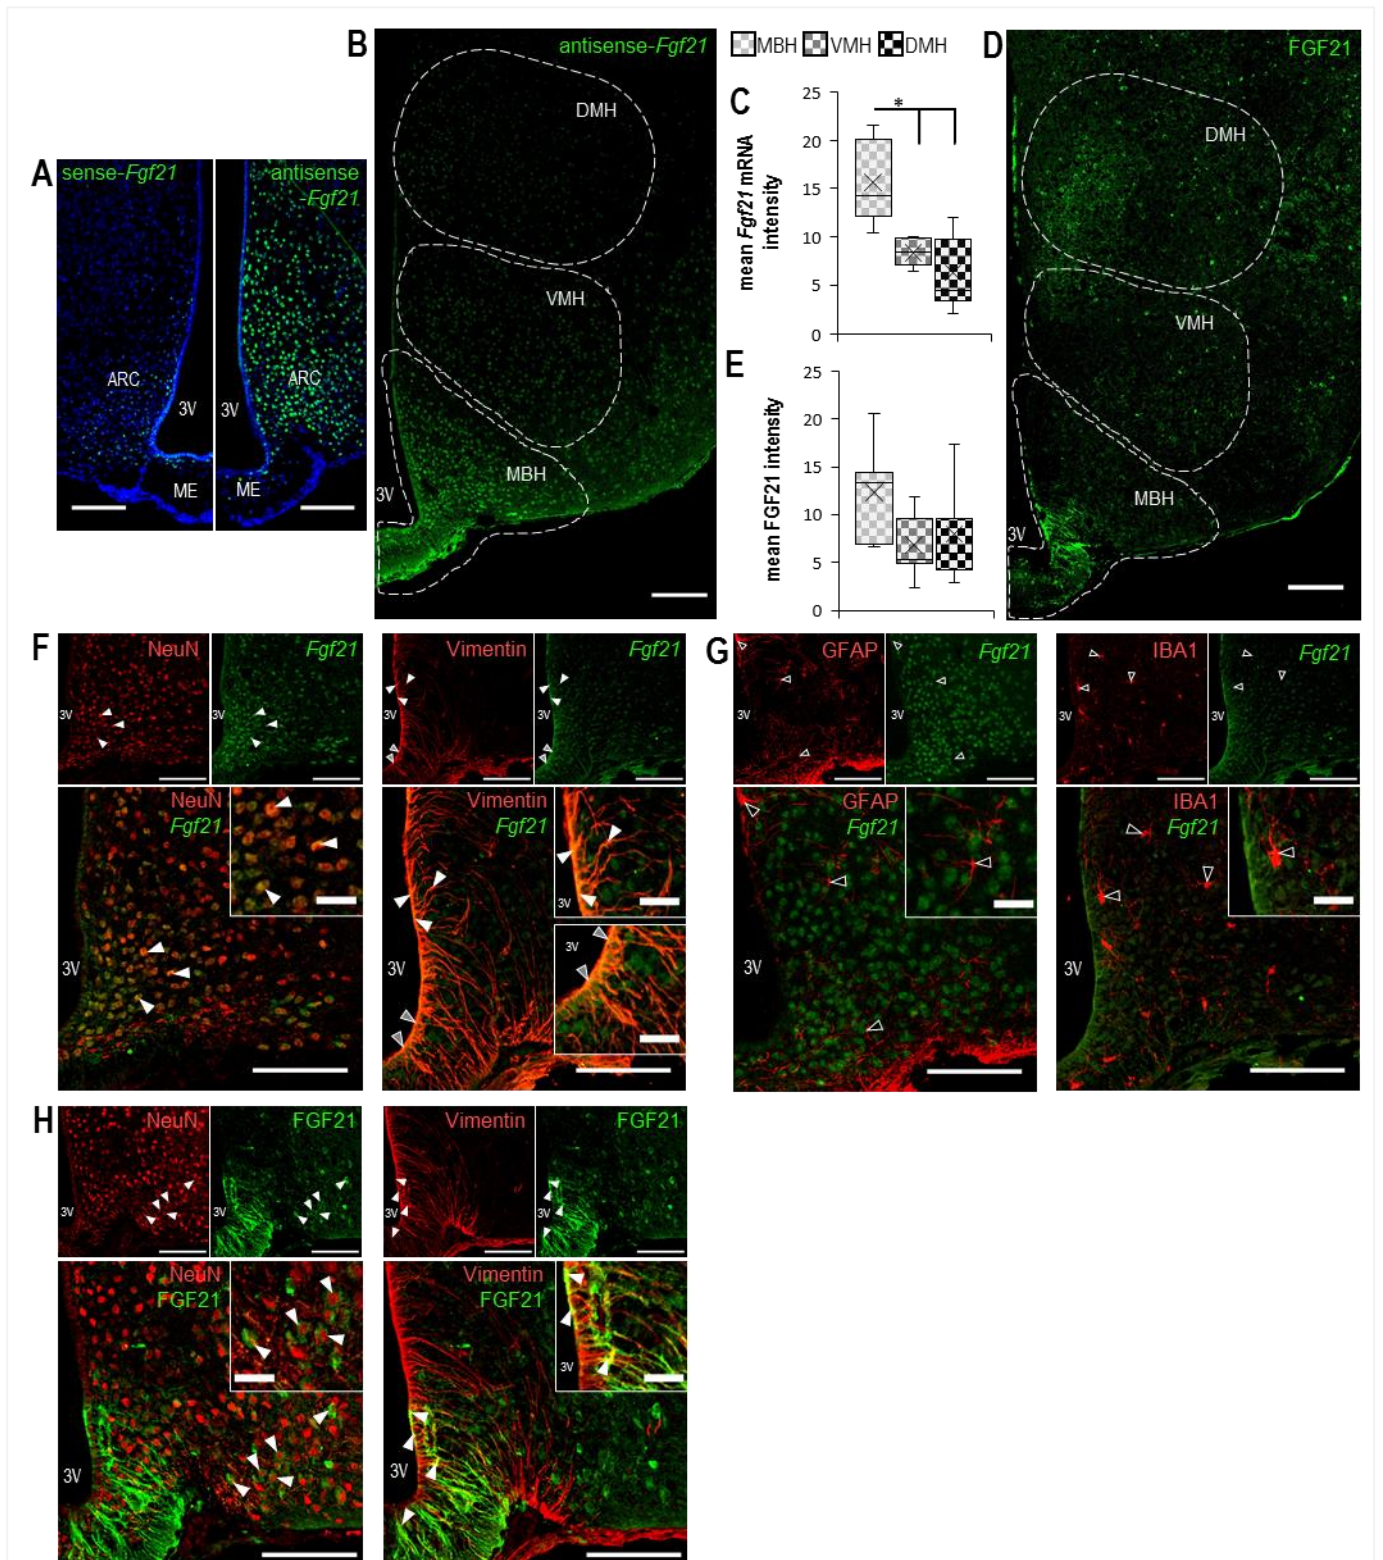 A
sense-Fgf21
antisense
-Fgf21
ARC
3V
3V
ARC
ME
ME
B
antisense-Fgf21
DMH
VMH
MBH
3V
MBH VMH DMH
C
mean Fgf21 mRNA
intensity
25
20
15
10
5
0
*
D
FGF21
DMH
VMH
MBH
3V
E
mean FGF21 intensity
25
20
15
10
5
0
F
NeuN
Fgf21
3V
3V
NeuN
Fgf21
3V
Vimentin
Fgf21
3V
3V
Vimentin
Fgf21
3V
3V
3V
G
GFAP
Fgf21
3V
3V
GFAP
Fgf21
3V
IBA1
Fgf21
3V
3V
IBA1
Fgf21
3V
H
NeuN
FGF21
3V
3V
NeuN
FGF21
3V
Vimentin
FGF21
3V
3V
Vimentin
FGF21
3V
3V